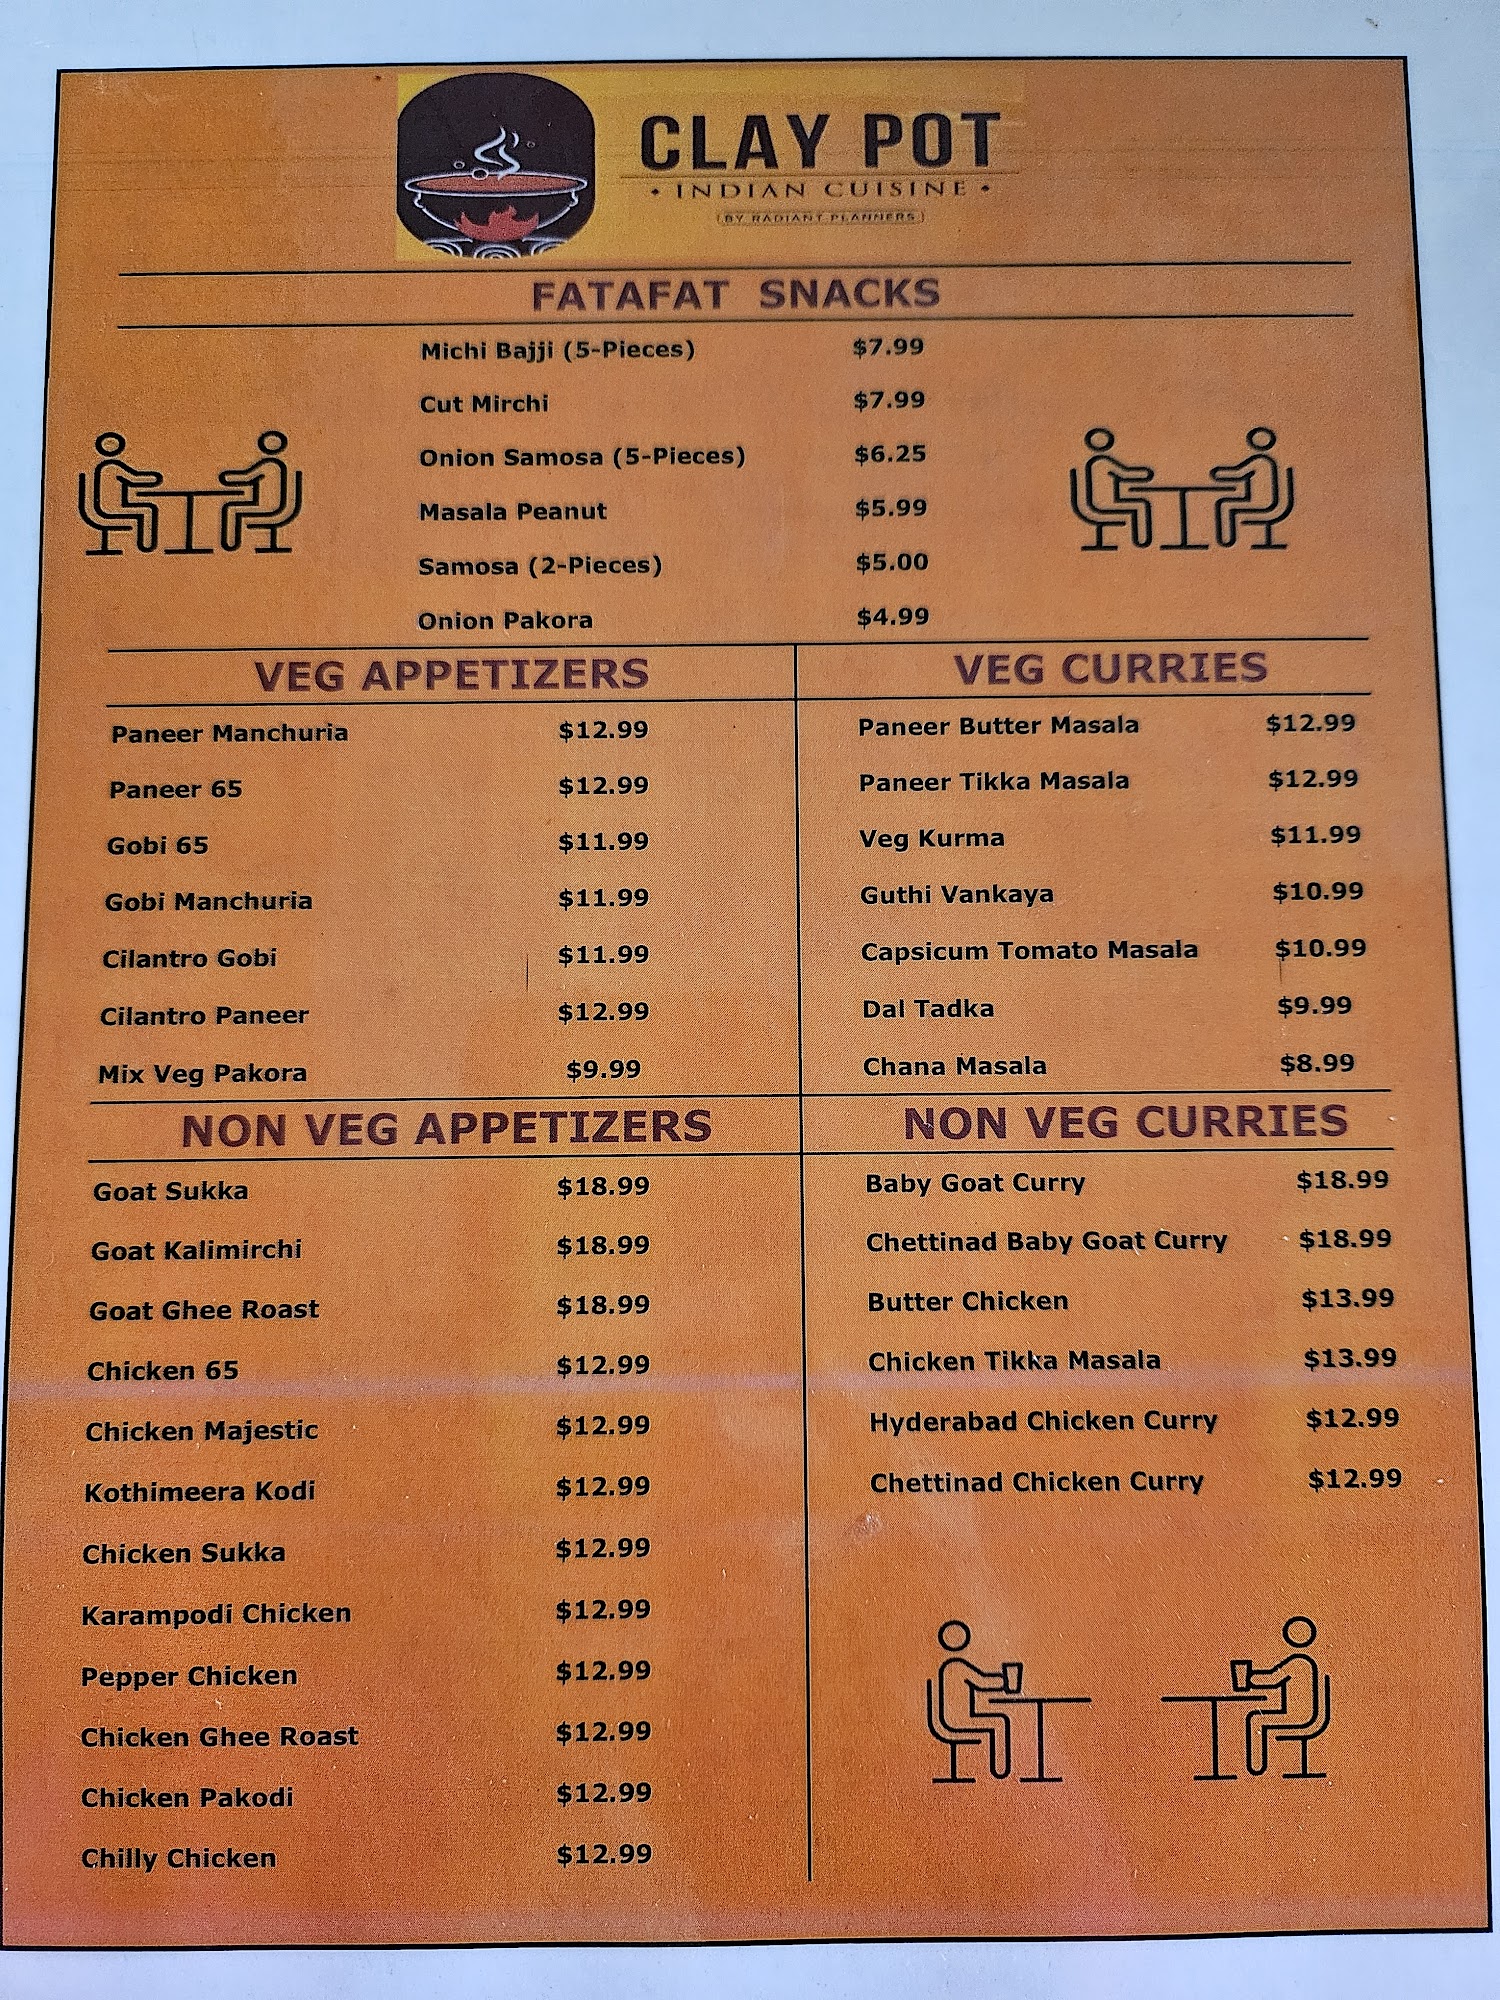 CLAY POT
• INDIAN CUISINE •
(BY RADIANT PLANNERS)
FATAFAT SNACKS
Michi Bajji (5-Pieces) $7.99
Cut Mirchi $7.99
Onion Samosa (5-Pieces) $6.25
Masala Peanut $5.99
Samosa (2-Pieces) $5.00
Onion Pakora $4.99
VEG APPETIZERS
Paneer Manchuria $12.99
Paneer 65 $12.99
Gobi 65 $11.99
Gobi Manchuria $11.99
Cilantro Gobi $11.99
Cilantro Paneer $12.99
Mix Veg Pakora $9.99
VEG CURRIES
Paneer Butter Masala $12.99
Paneer Tikka Masala $12.99
Veg Kurma $11.99
Guthi Vankaya $10.99
Capsicum Tomato Masala $10.99
Dal Tadka $9.99
Chana Masala $8.99
NON VEG APPETIZERS
Goat Sukka $18.99
Goat Kalimirchi $18.99
Goat Ghee Roast $18.99
Chicken 65 $12.99
Chicken Majestic $12.99
Kothimeera Kodi $12.99
Chicken Sukka $12.99
Karampodi Chicken $12.99
Pepper Chicken $12.99
Chicken Ghee Roast $12.99
Chicken Pakodi $12.99
Chilly Chicken $12.99
NON VEG CURRIES
Baby Goat Curry $18.99
Chettinad Baby Goat Curry $18.99
Butter Chicken $13.99
Chicken Tikka Masala $13.99
Hyderabad Chicken Curry $12.99
Chettinad Chicken Curry $12.99